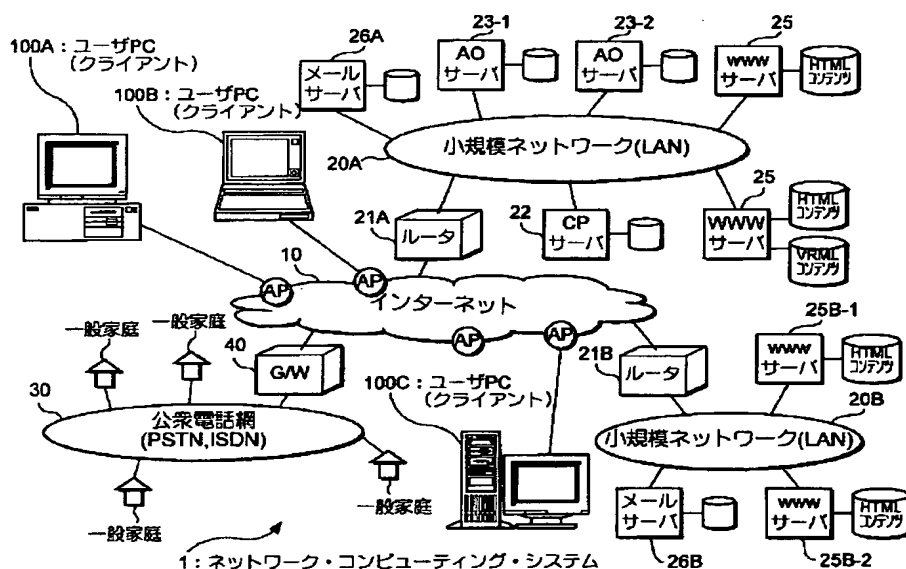 100A：ユーザPC
(クライアント)
100B：ユーザPC
(クライアント)
26A
メール
サーバ
23-1
AO
サーバ
23-2
AO
サーバ
25
WWW
サーバ
HTML
コンテンツ
20A
小規模ネットワーク(LAN)
21A
ルータ
22
CP
サーバ
25
WWW
サーバ
HTML
コンテンツ
VRML
コンテンツ
10
AP
AP
インターネット
AP
AP
一般家庭
一般家庭
40
G/W
30
公衆電話網
(PSTN,ISDN)
一般家庭
一般家庭
100C：ユーザPC
(クライアント)
21B
ルータ
25B-1
WWW
サーバ
HTML
コンテンツ
20B
小規模ネットワーク(LAN)
メール
サーバ
26B
WWW
サーバ
HTML
コンテンツ
25B-2
1：ネットワーク・コンピューティング・システム